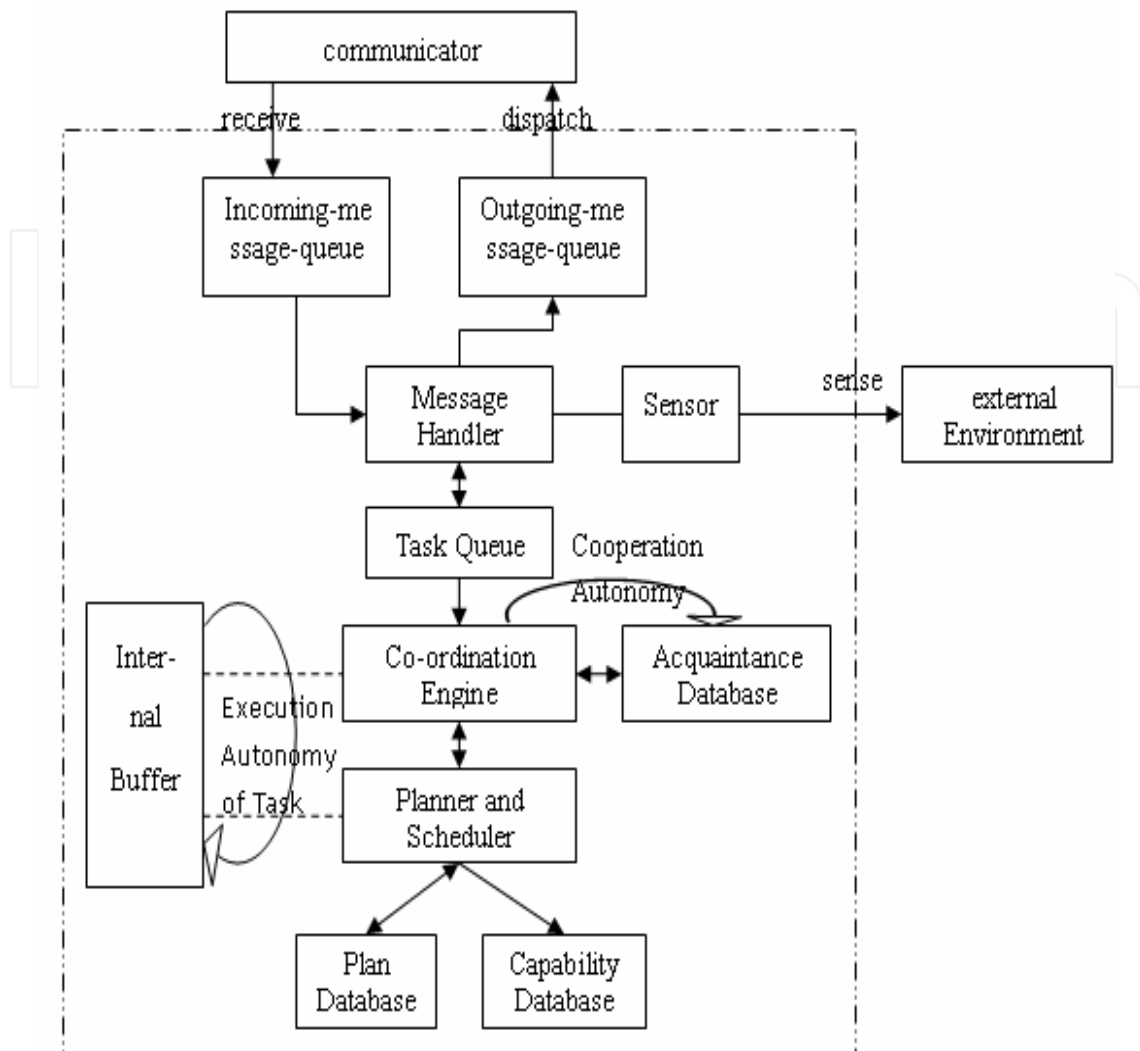 communicator
receive
dispatch
Incoming-me
ssage-queue
Outgoing-me
ssage-queue
Message
Handler
Sensor
sense
external
Environment
Task Queue
Cooperation
Autonomy
Inter-
nal
Buffer
Execution
Autonomy
of Task
Co-ordination
Engine
Acquaintance
Database
Planner and
Scheduler
Plan
Database
Capability
Database